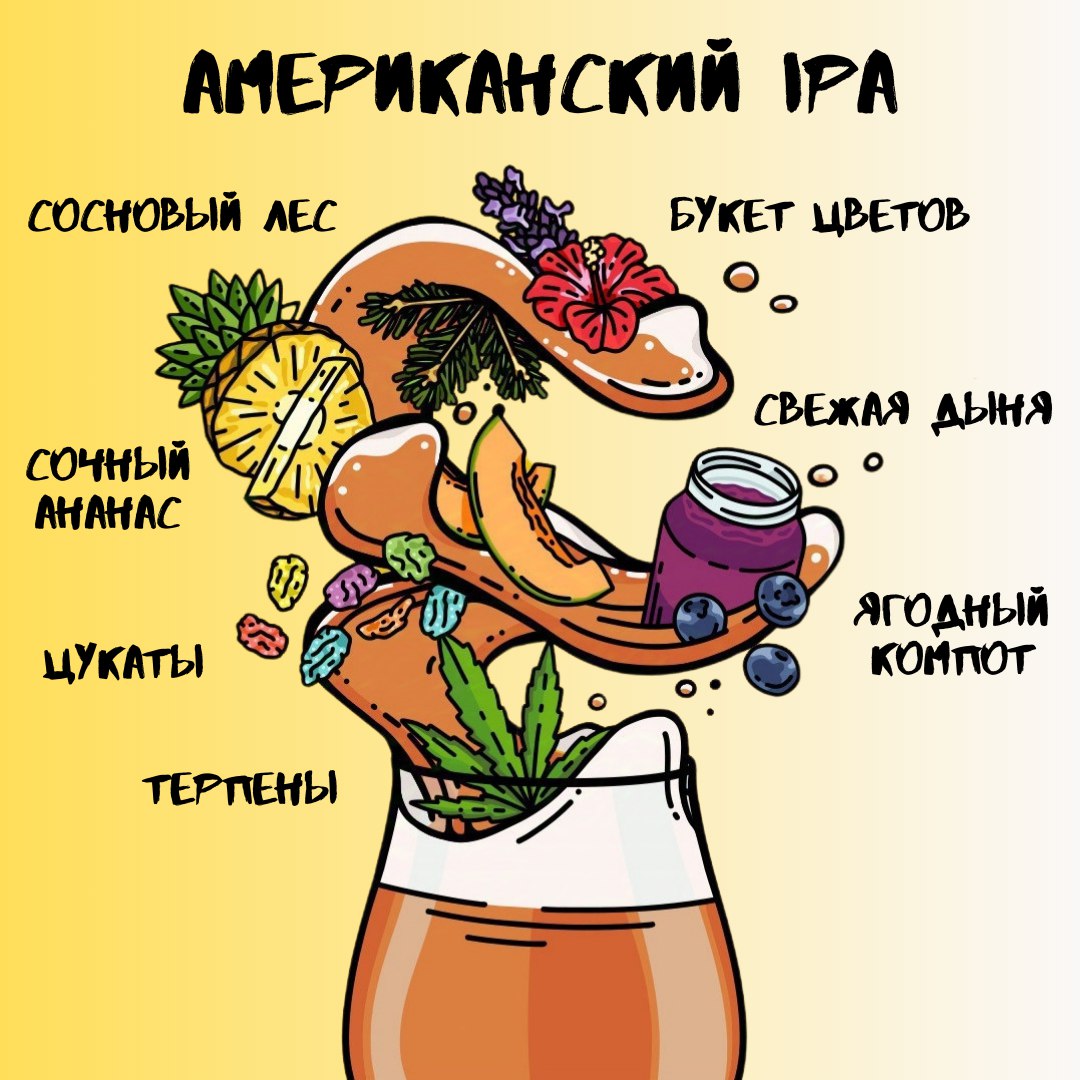 АМЕРИКАНСКИЙ IPA
СОСНОВЫЙ ЛЕС
БУКЕТ ЦВЕТОВ
СВЕЖАЯ ДЫНЯ
СОЧНЫЙ
АНАНАС
ЯГОДНЫЙ
КОМПОТ
ЦУКАТЫ
ТЕРПЕНЫ